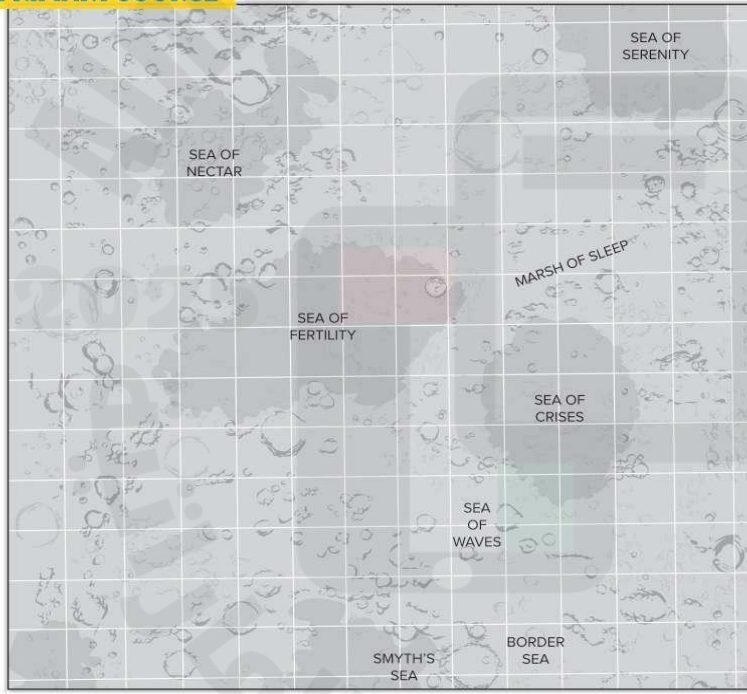 SEA OF
SERENITY
SEA OF
NECTAR
MARSH OF SLEEP
SEA OF
FERTILITY
SEA OF
CRISES
SEA
OF
WAVES
BORDER
SEA
SMYTH'S
SEA